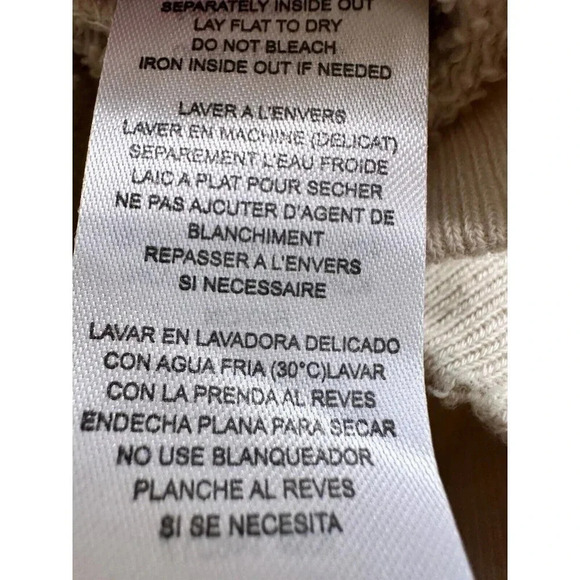 SEPARATELY INSIDE OUT
LAY FLAT TO DRY
DO NOT BLEACH
IRON INSIDE OUT IF NEEDED
LAVER A L'ENVERS
LAVER EN MACHINE (DELICAT)
SEPAREMENT L'EAU FROIDE
LAIC A PLAT POUR SECHER
NE PAS AJCUTER D'AGENT DE
BLANCHIMENT
REPASSER A L'ENVERS
SI NECESSAIRE
LAVAR EN LAVADORA DELICADO
CON AGUA FRIA (30°C)LAVAR
CON LA PRENDA AL REVES
ENDECHA PLANA PARA SECAR
NO USE BLANQUEADOR
PLANCHE AL REVES
SI SE NECESITA